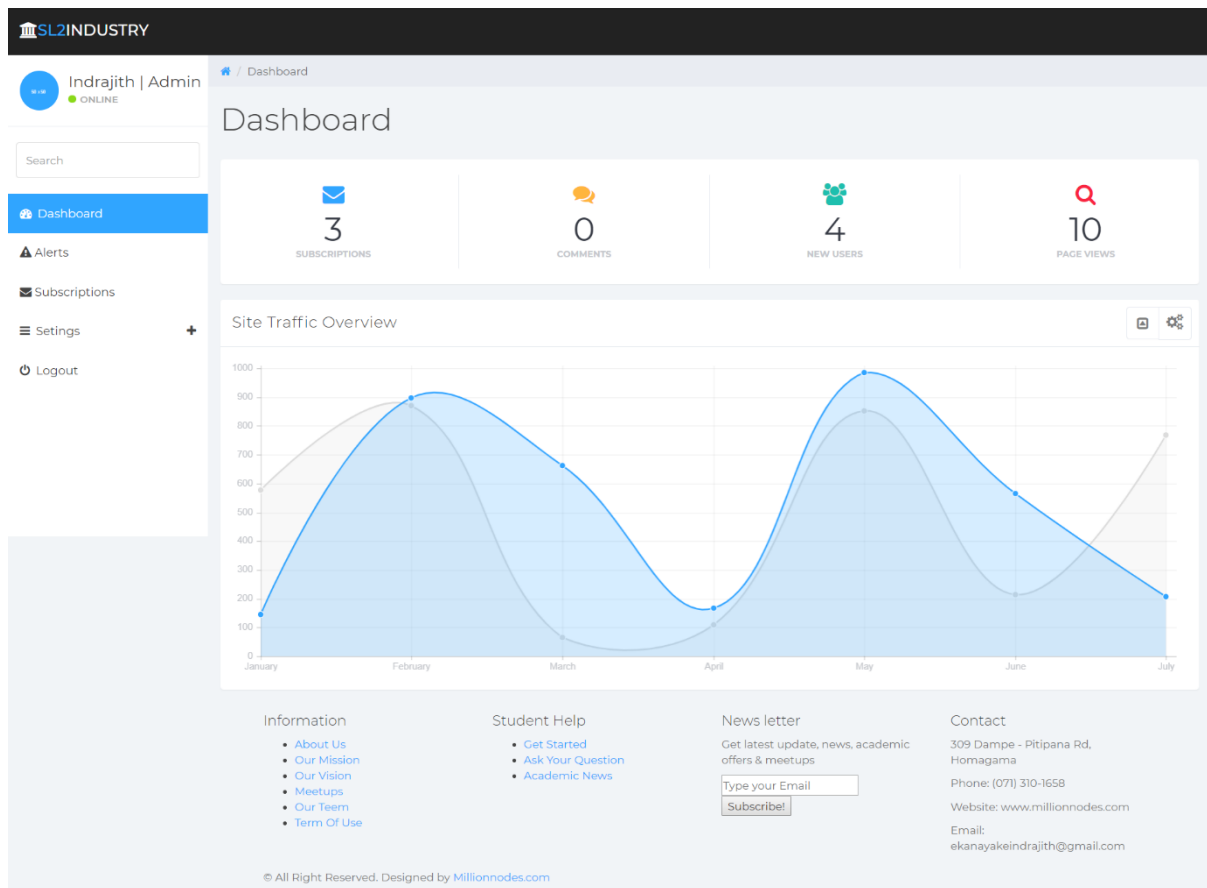 SL2INDUSTRY
Indrajith | Admin
ONLINE
Search
Dashboard
Alerts
Subscriptions
Setings
Logout
/ Dashboard
Dashboard
3
SUBSCRIPTIONS
0
COMMENTS
4
NEW USERS
10
PAGE VIEWS
Site Traffic Overview
1000
900
800
700
600
500
400
300
200
100
0
January February March April May June July
Information
About Us
Our Mission
Our Vision
Meetups
Our Teem
Term Of Use
Student Help
Get Started
Ask Your Question
Academic News
News letter
Get latest update, news, academic
offers & meetups
Type your Email
Subscribe!
Contact
309 Dampe - Pitipana Rd,
Homagama
Phone: (071) 310-1658
Website: www.millionnodes.com
Email:
ekanayakeindrajith@gmail.com
© All Right Reserved. Designed by Millionnodes.com